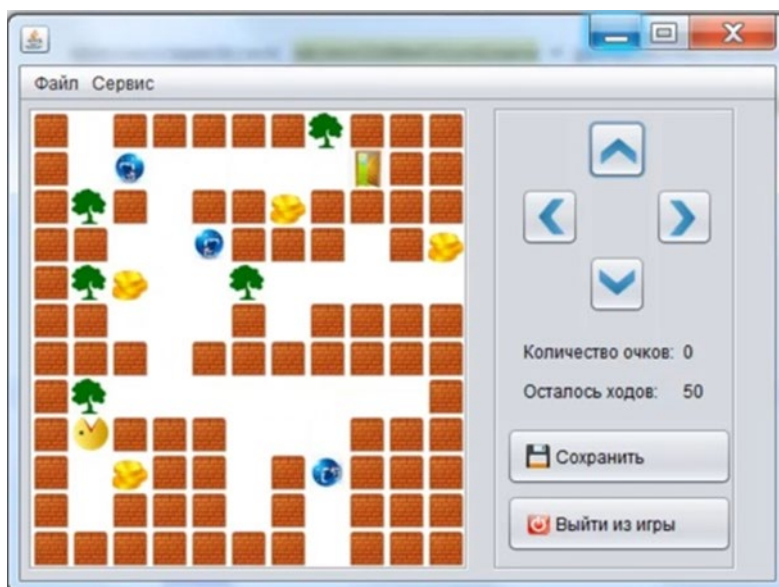 Файл Сервис
Количество очков: 0
Осталось ходов: 50
Сохранить
Выйти из игры